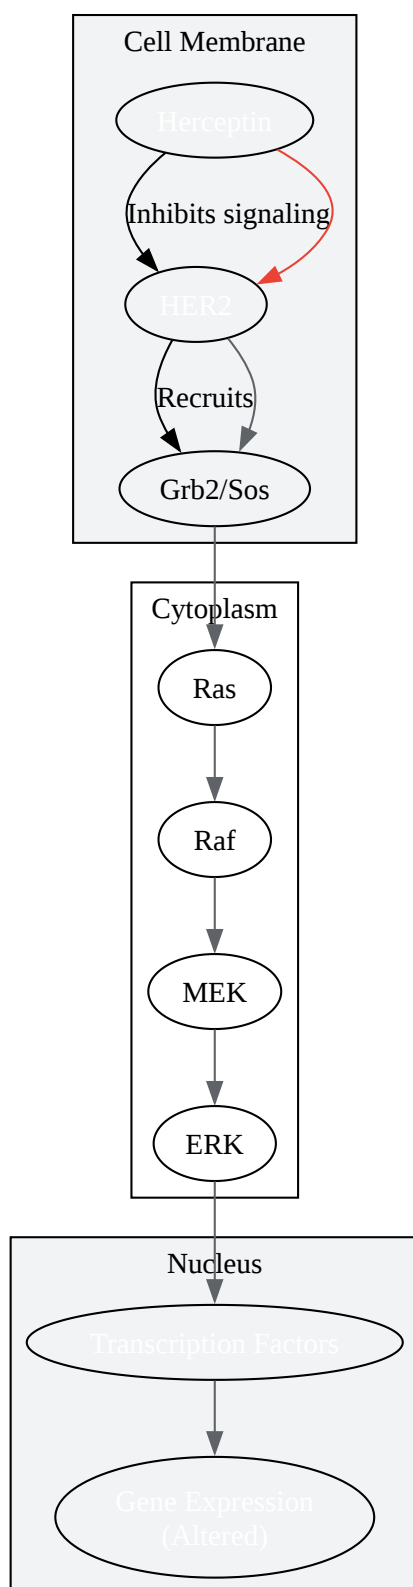 Cell Membrane
Herceptin
Inhibits signaling
HER2
Recruits
Grb2/Sos
Cytoplasm
Ras
Raf
MEK
ERK
Nucleus
Transcription Factors
Gene Expression
(Altered)